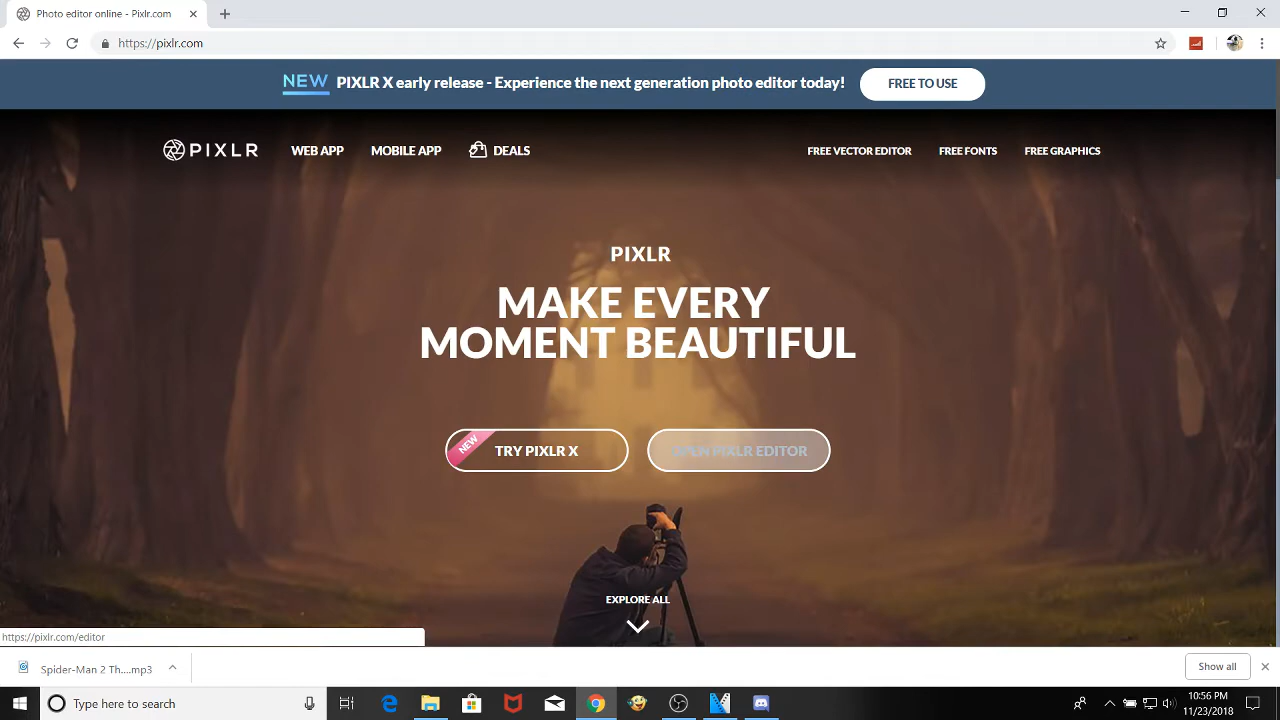 Photo editor online - Pixlr.com
https://pixlr.com
NEW PIXLR X early release - Experience the next generation photo editor today! FREE TO USE
PIXLR WEB APP MOBILE APP DEALS FREE VECTOR EDITOR FREE FONTS FREE GRAPHICS
PIXLR
MAKE EVERY
MOMENT BEAUTIFUL
NEW TRY PIXLR X OPEN PIXLR EDITOR
EXPLORE ALL
https://pixlr.com/editor
Spider-Man 2 Th....mp3 Show all
Type here to search
10:56 PM
11/23/2018